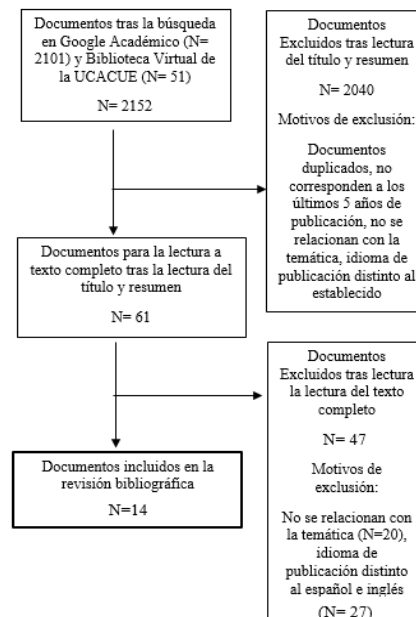 Documentos tras la búsqueda
en Google Académico (N=
2101) y Biblioteca Virtual de
la UCACUE (N= 51)
N= 2152
Documentos
Excluidos tras lectura
del título y resumen
N= 2040
Motivos de exclusión:
Documentos
duplicados, no
corresponden a los
últimos 5 años de
publicación, no se
relacionan con la
temática, idioma de
publicación distinto al
establecido
Documentos para la lectura a
texto completo tras la lectura del
título y resumen
N= 61
Documentos
Excluidos tras lectura
la lectura del texto
completo
N= 47
Motivos de
exclusión:
No se relacionan con
la temática (N=20),
idioma de
publicación distinto
al español e inglés
(N= 27)
Documentos incluidos en la
revisión bibliográfica
N=14